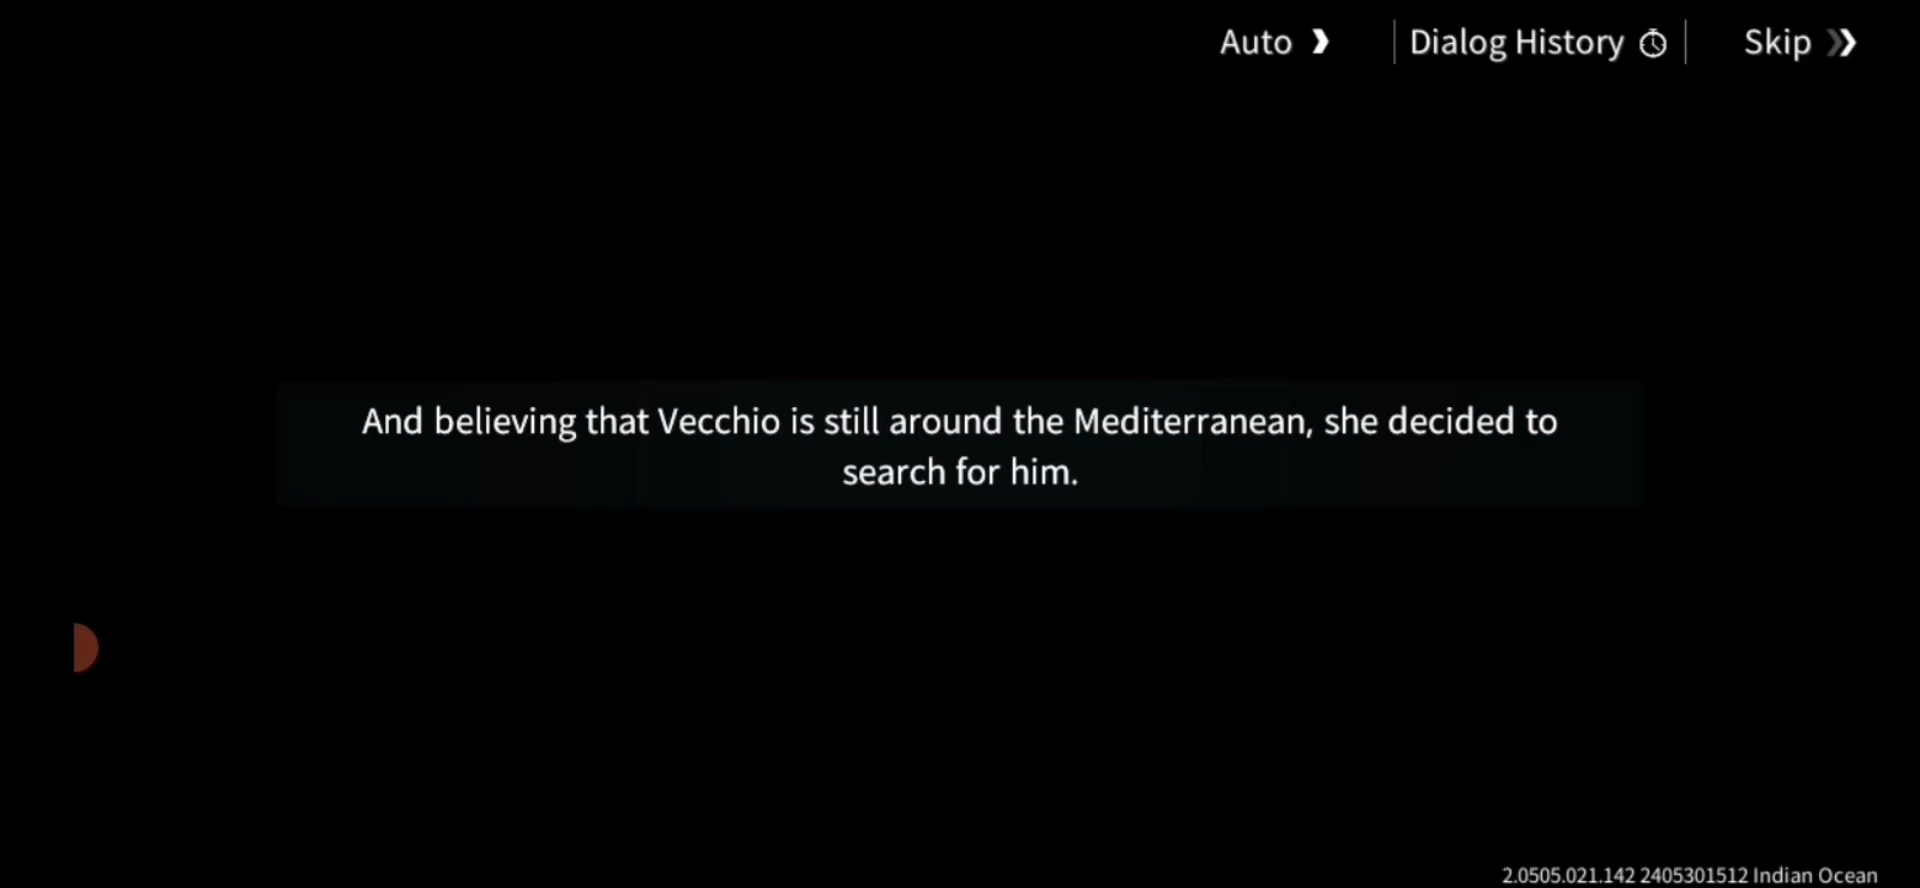 Auto
Dialog History
Skip
And believing that Vecchio is still around the Mediterranean, she decided to
search for him.
2.0505.021.142 2405301512 Indian Ocean